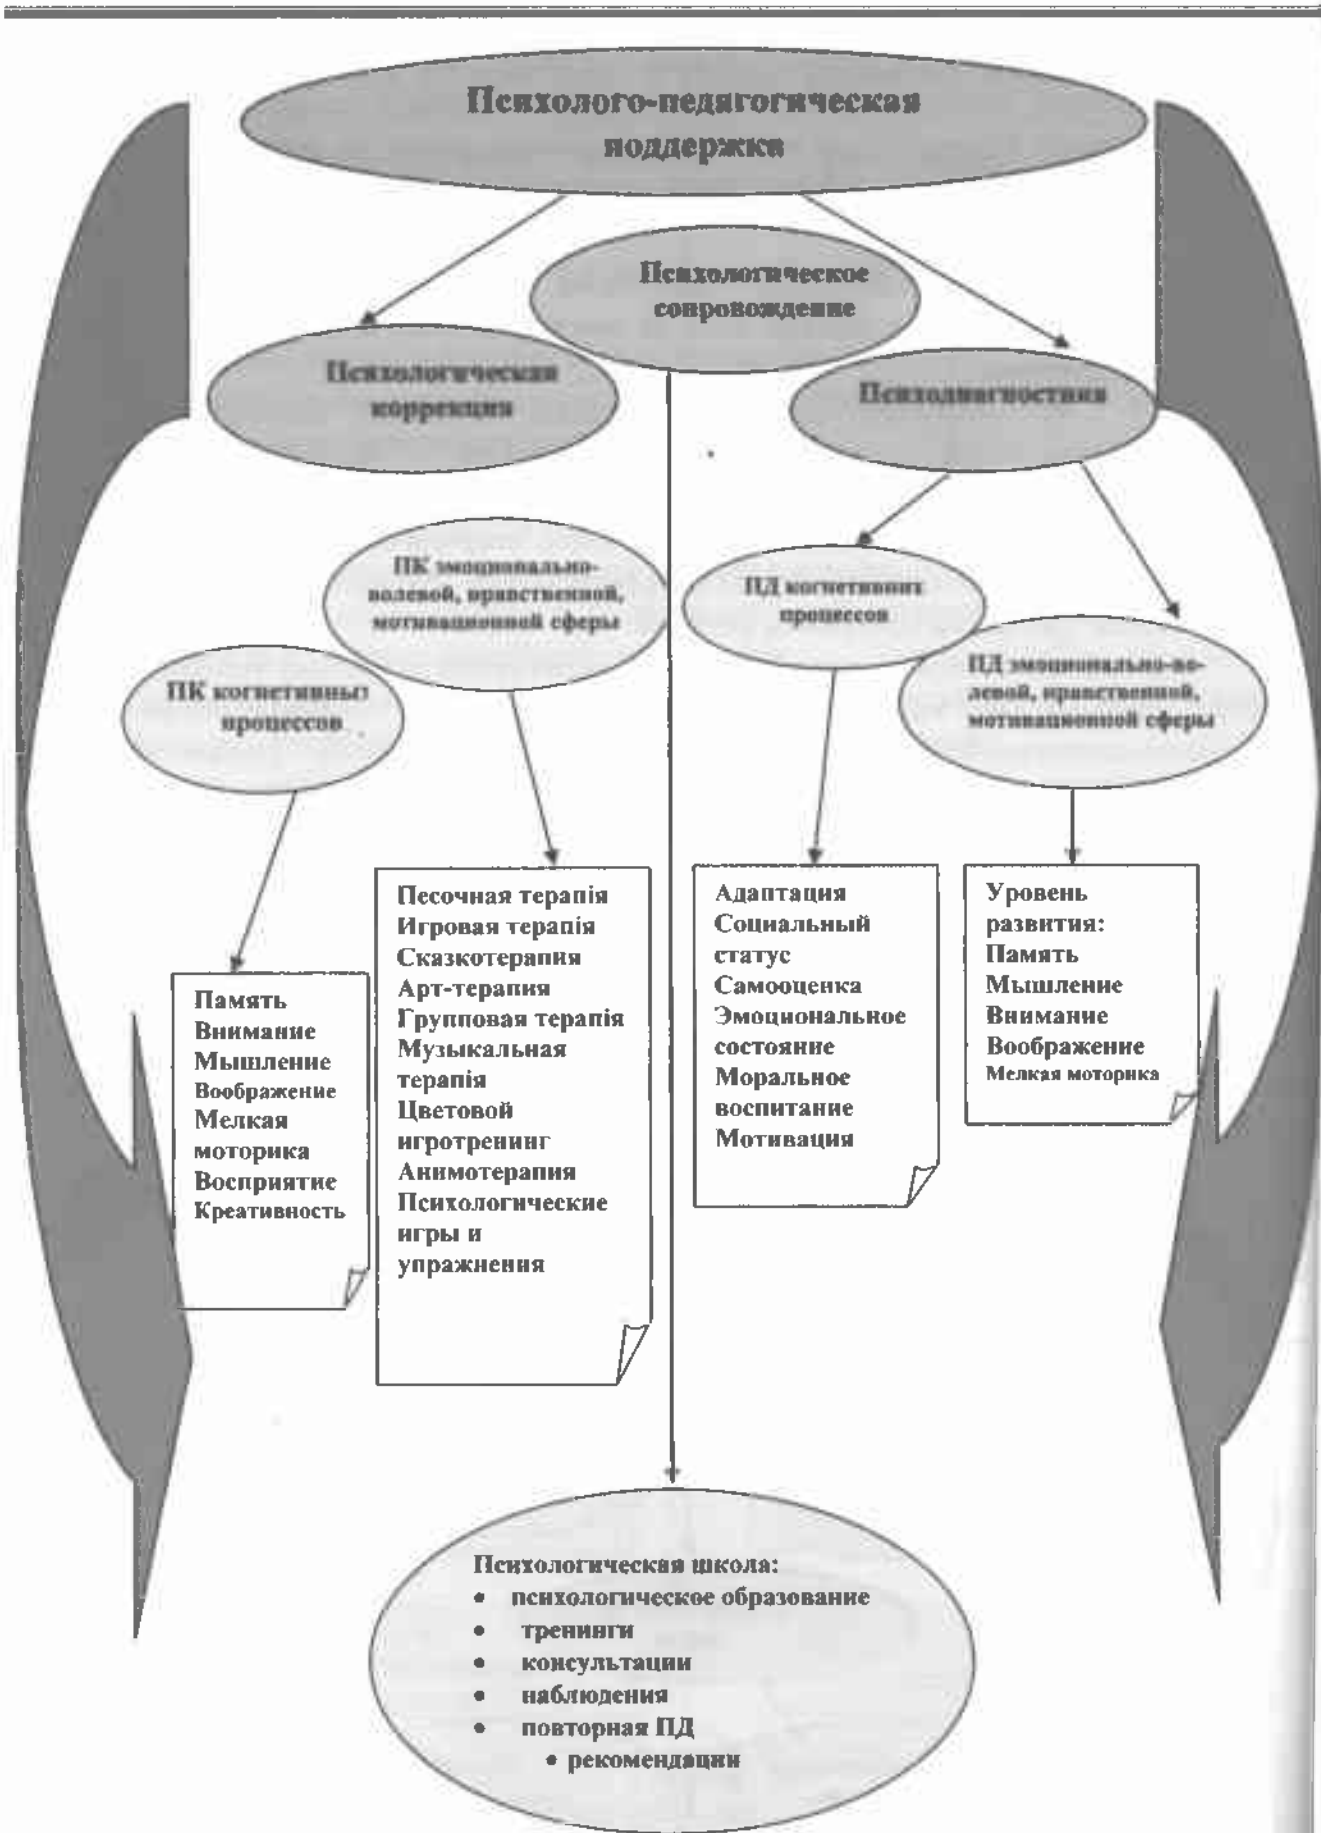 Психолого-педагогическая
поддержка
Психологическое
сопровождение
Психологическая
коррекция
Психодиагностика
ПК эмоционально-
волевой, нравственной,
мотивационной сферы
ПД когнетивних
процессов
ПК когнетивных
процессов
ПД эмоционально-во-
левой, нравственной,
мотивационной сферы
Память
Внимание
Мышление
Воображение
Мелкая
моторика
Восприятие
Креативность
Песочная терапія
Игровая терапія
Сказкотерапия
Арт-терапия
Групповая терапія
Музыкальная
терапія
Цветовой
игротренинг
Анимотерапия
Психологические
игры и
упражнения
Адаптация
Социальный
статус
Самооценка
Эмоциональное
состояние
Моральное
воспитание
Мотивация
Уровень
развития:
Память
Мышление
Внимание
Воображение
Мелкая моторика
Психологическая школа:
• психологическое образование
• тренинги
• консультации
• наблюдения
• повторная ПД
• рекомендации